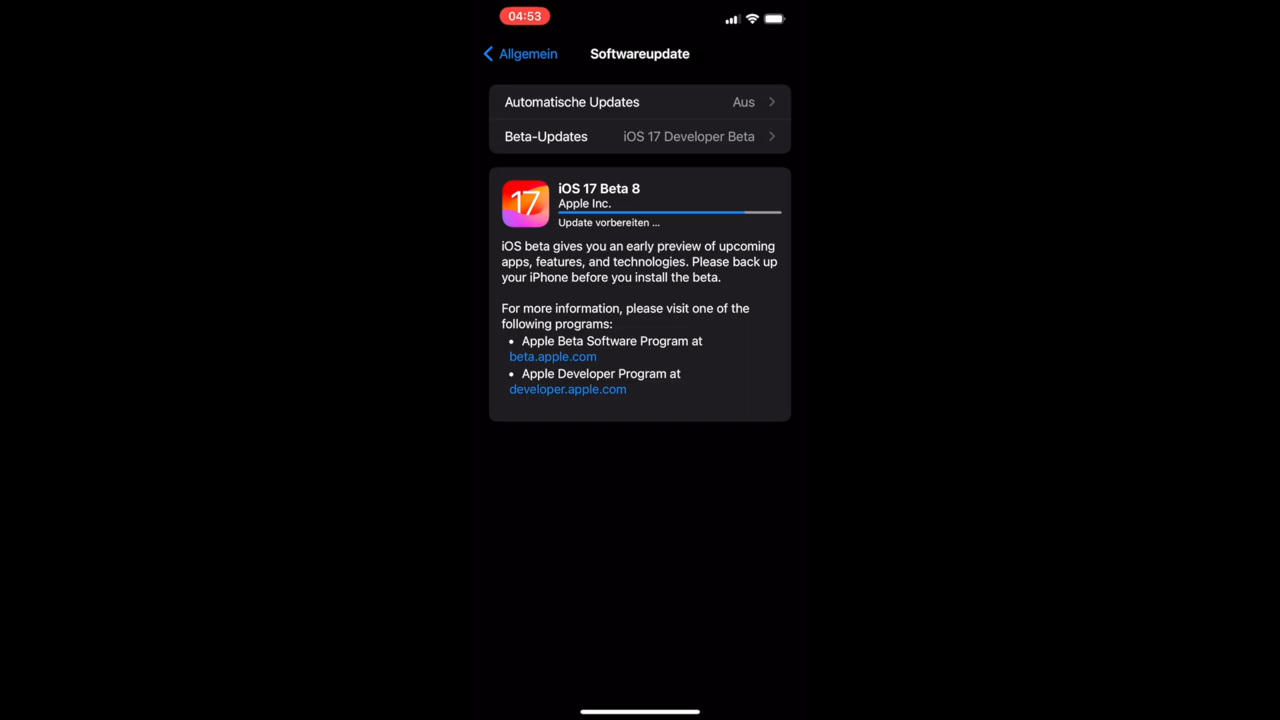 04:53
Allgemein
Softwareupdate
Automatische Updates Aus
Beta-Updates iOS 17 Developer Beta
17
iOS 17 Beta 8
Apple Inc.
Update vorbereiten ...
iOS beta gives you an early preview of upcoming
apps, features, and technologies. Please back up
your iPhone before you install the beta.
For more information, please visit one of the
following programs:
• Apple Beta Software Program at
beta.apple.com
• Apple Developer Program at
developer.apple.com